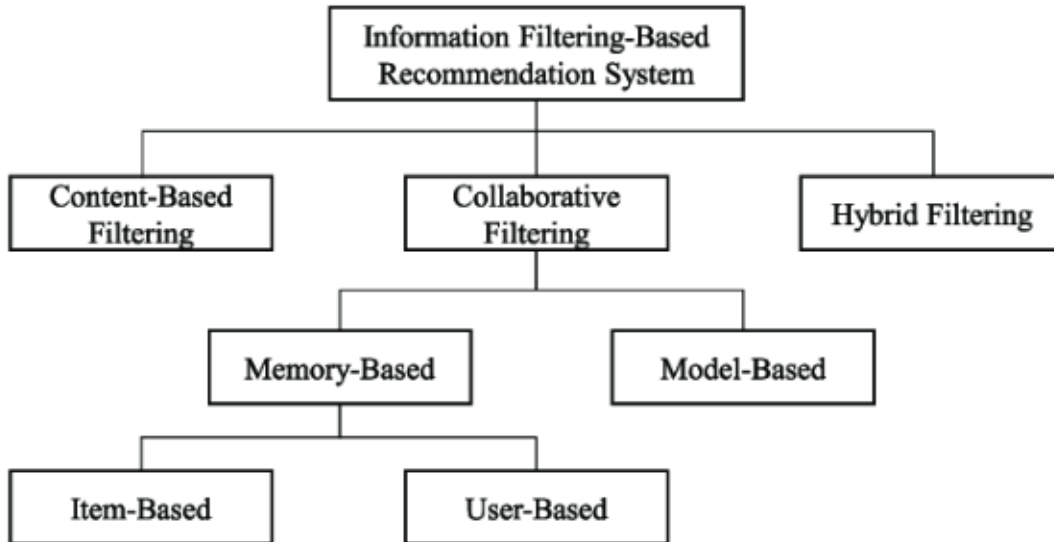 Information Filtering-Based
Recommendation System
Content-Based
Filtering
Collaborative
Filtering
Hybrid Filtering
Memory-Based
Model-Based
Item-Based
User-Based